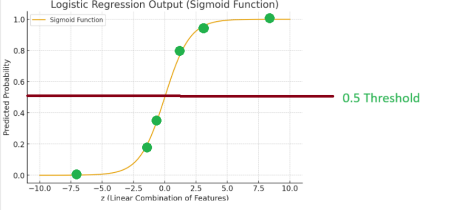 Logistic Regression Output (Sigmoid Function)
1.0
Sigmoid Function
0.8
0.6
0.5 Threshold
0.4
0.2
0.0
Predicted Probability
−10.0 −7.5 −5.0 −2.5 0.0 2.5 5.0 7.5 10.0
z (Linear Combination of Features)